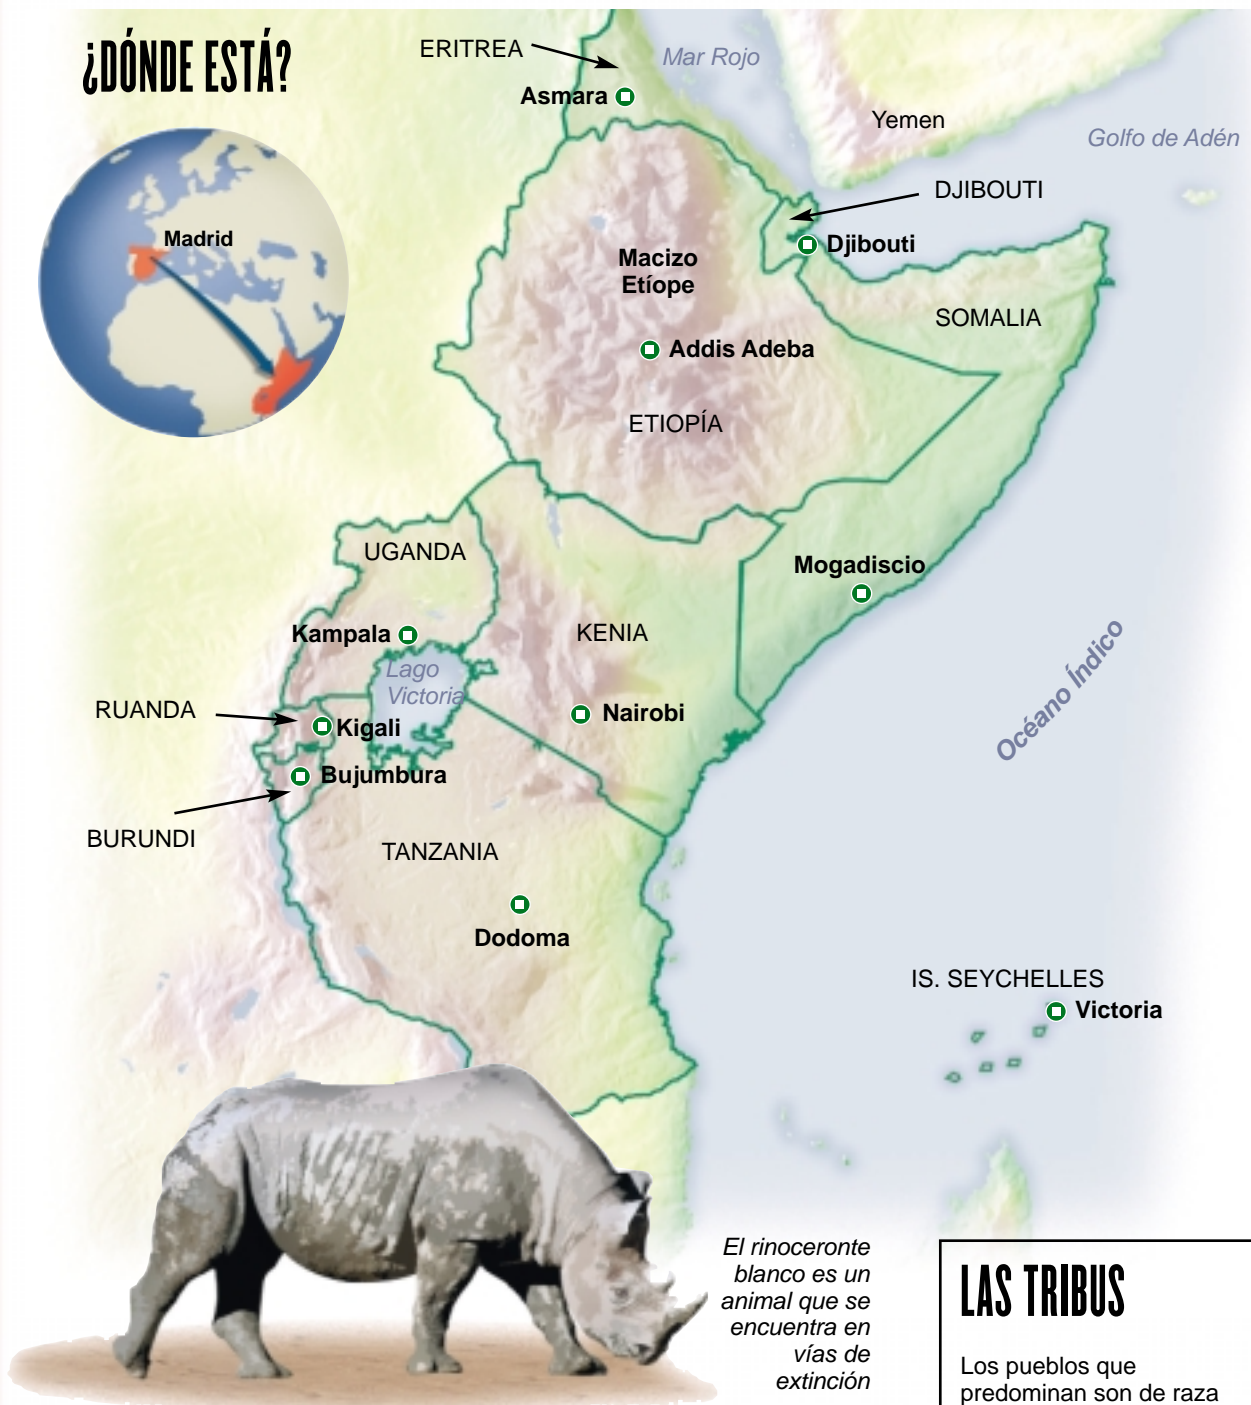 ¿DÓNDE ESTÁ?
ERITREA
Mar Rojo
Asmara
Yemen
Golfo de Adén
DJIBOUTI
Madrid
Djibouti
Macizo
Etíope
SOMALIA
Addis Adeba
ETIOPÍA
UGANDA
Mogadiscio
Kampala
KENIA
Lago
Victoria
Océano Índico
RUANDA
Kigali
Nairobi
Bujumbura
BURUNDI
TANZANIA
Dodoma
IS. SEYCHELLES
Victoria
El rinoceronte
blanco es un
animal que se
encuentra en
vías de
extinción
LAS TRIBUS
Los pueblos que
predominan son de raza